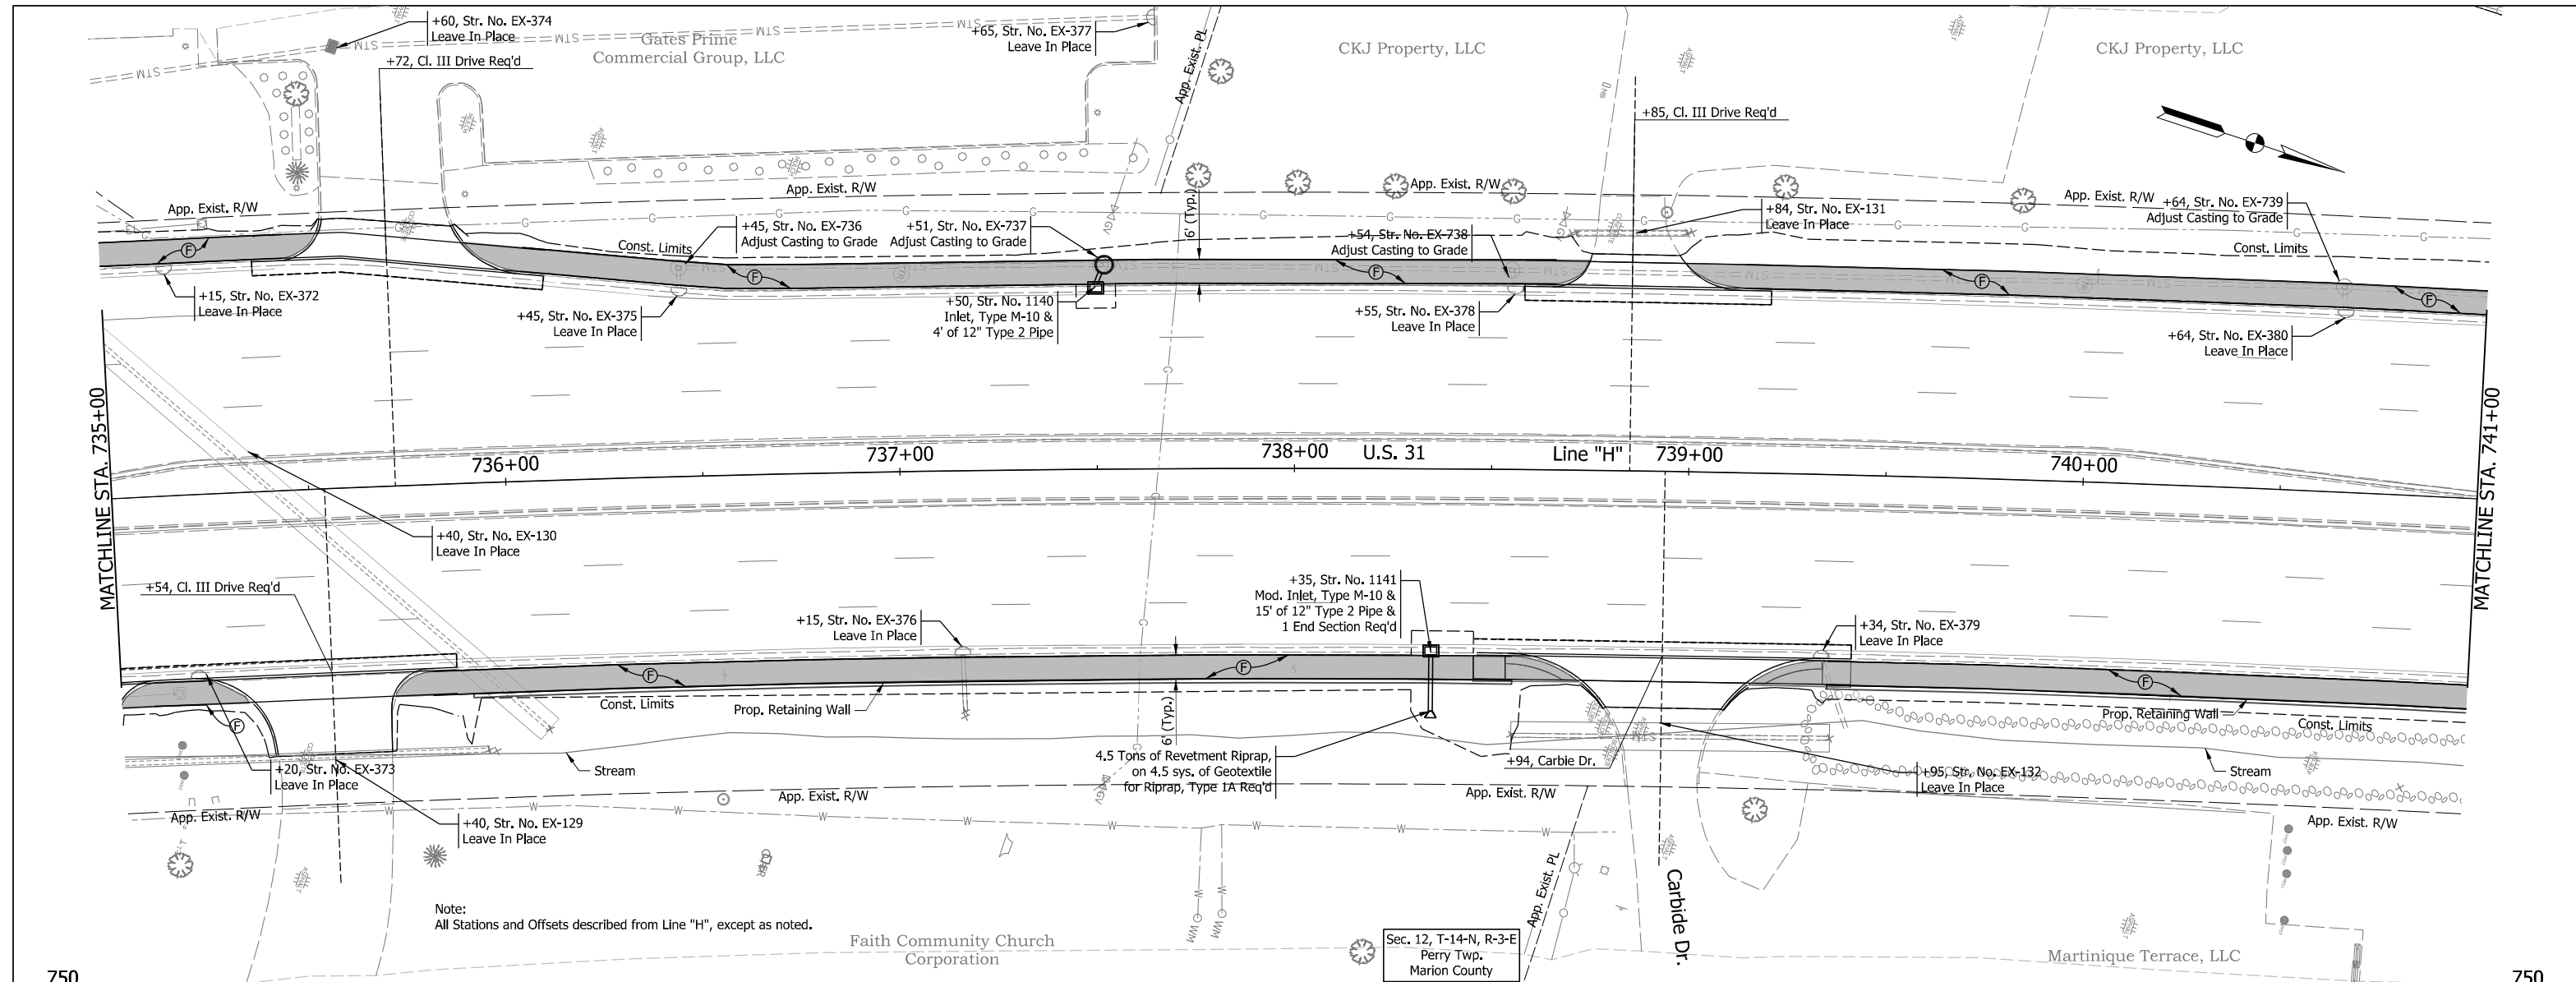 +60, Str. No. EX-374
Leave In Place
STM
STM
STM
STM
STM
Gates Prime
Commercial Group, LLC
+65, Str. No. EX-377
Leave In Place
App. Exist. PL
CKJ Property, LLC
CKJ Property, LLC
+72, Cl. III Drive Req'd
+85, Cl. III Drive Req'd
App. Exist. R/W
App. Exist. R/W
App. Exist. R/W
App. Exist. R/W
+45, Str. No. EX-736
Adjust Casting to Grade
+51, Str. No. EX-737
Adjust Casting to Grade
6' (Typ.)
+54, Str. No. EX-738
Adjust Casting to Grade
+84, Str. No. EX-131
Leave In Place
+64, Str. No. EX-739
Adjust Casting to Grade
Const. Limits
Const. Limits
F
F
F
F
F
+15, Str. No. EX-372
Leave In Place
+45, Str. No. EX-375
Leave In Place
+50, Str. No. 1140
Inlet, Type M-10 &
4' of 12" Type 2 Pipe
+55, Str. No. EX-378
Leave In Place
+64, Str. No. EX-380
Leave In Place
MATCHLINE STA. 735+00
736+00
737+00
738+00
U.S. 31
Line "H"
739+00
740+00
MATCHLINE STA. 741+00
+40, Str. No. EX-130
Leave In Place
+54, Cl. III Drive Req'd
+15, Str. No. EX-376
Leave In Place
+35, Str. No. 1141
Mod. Inlet, Type M-10 &
15' of 12" Type 2 Pipe &
1 End Section Req'd
+34, Str. No. EX-379
Leave In Place
F
F
F
F
Const. Limits
Prop. Retaining Wall
6' (Typ.)
Prop. Retaining Wall
Const. Limits
+20, Str. No. EX-373
Leave In Place
Stream
4.5 Tons of Revetment Riprap,
on 4.5 sys. of Geotextile
for Riprap, Type 1A Req'd
+94, Carbie Dr.
+95, Str. No. EX-132
Leave In Place
Stream
App. Exist. R/W
App. Exist. R/W
App. Exist. R/W
App. Exist. R/W
+40, Str. No. EX-129
Leave In Place
App. Exist. PL
Carbide Dr.
WM
WM
Note:
All Stations and Offsets described from Line "H", except as noted.
Faith Community Church
Corporation
Sec. 12, T-14-N, R-3-E
Perry Twp.
Marion County
Martinique Terrace, LLC
750
750